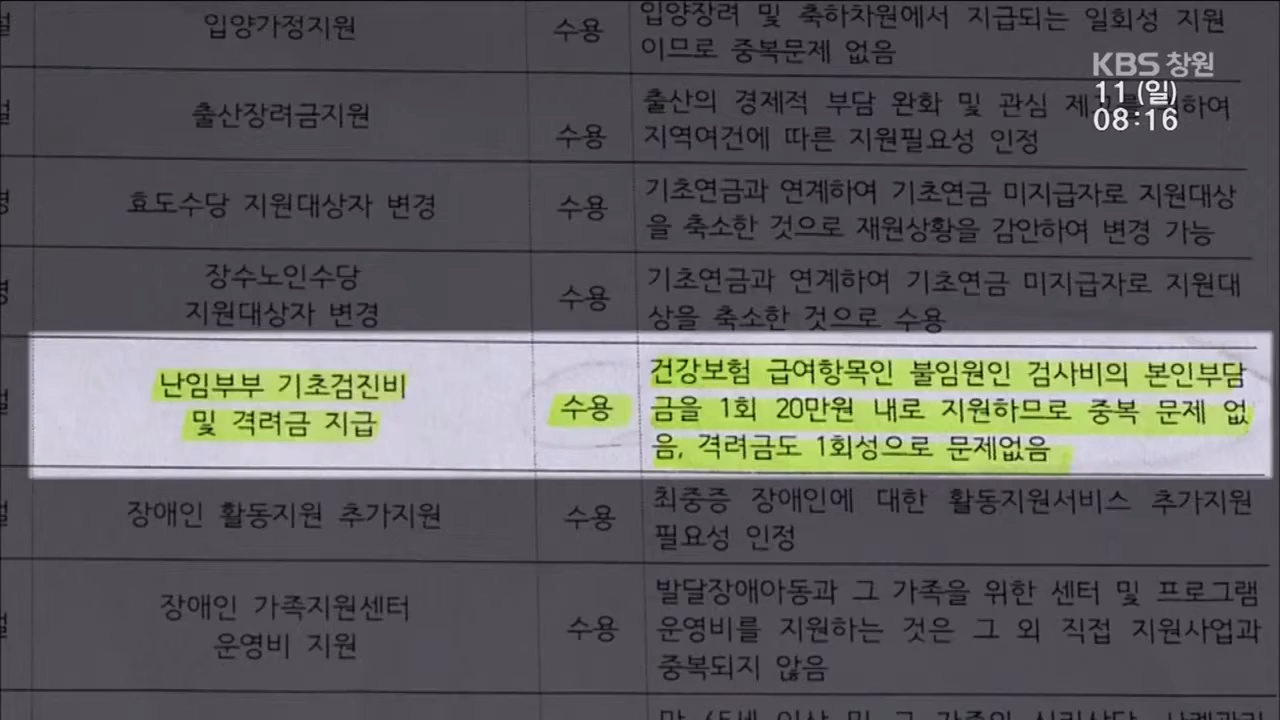 입양가정지원
수용
입양장려 및 축하차원에서 지급되는 일회성 지원
이므로 중복문제 없음
KBS 창원
11 (일)
08:16
출산장려금지원
수용
출산의 경제적 부담 완화 및 관심
지역여건에 따른 지원필요성 인정
효도수당 지원대상자 변경
수용
기초연금과 연계하여 기초연금 미지급자로 지원대상
을 축소한 것으로 재원상황을 감안하여 변경 가능
장수노인수당
지원대상자 변경
수용
기초연금과 연계하여 기초연금 미지급자로 지원대
상을 축소한 것으로 수용
난임부부 기초검진비
및 격려금 지급
수용
건강보험 급여항목인 불임원인 검사비의 본인부담
금을 1회 20만원 내로 지원하므로 중복 문제 없
음, 격려금도 1회성으로 문제없음
장애인 활동지원 추가지원
수용
최중증 장애인에 대한 활동지원서비스 추가지원
필요성 인정
장애인 가족지원센터
운영비 지원
수용
발달장애아동과 그 가족을 위한 센터 및 프로그램
운영비를 지원하는 것은 그 외 직접 지원사업과
중복되지 않음